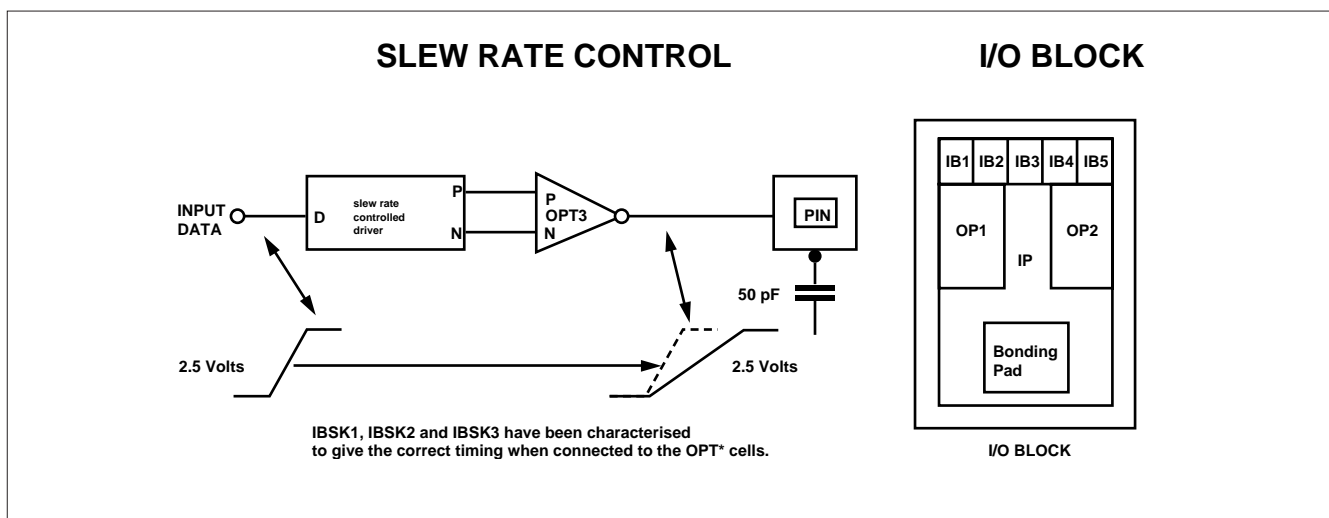 SLEW RATE CONTROL
I/O BLOCK
INPUT
DATA
D
slew rate
controlled
driver
P
N
P
OPT3
N
PIN
50 pF
2.5 Volts
2.5 Volts
IBSK1, IBSK2 and IBSK3 have been characterised
to give the correct timing when connected to the OPT* cells.
IB1 IB2 IB3 IB4 IB5
OP1
IP
OP2
Bonding
Pad
I/O BLOCK